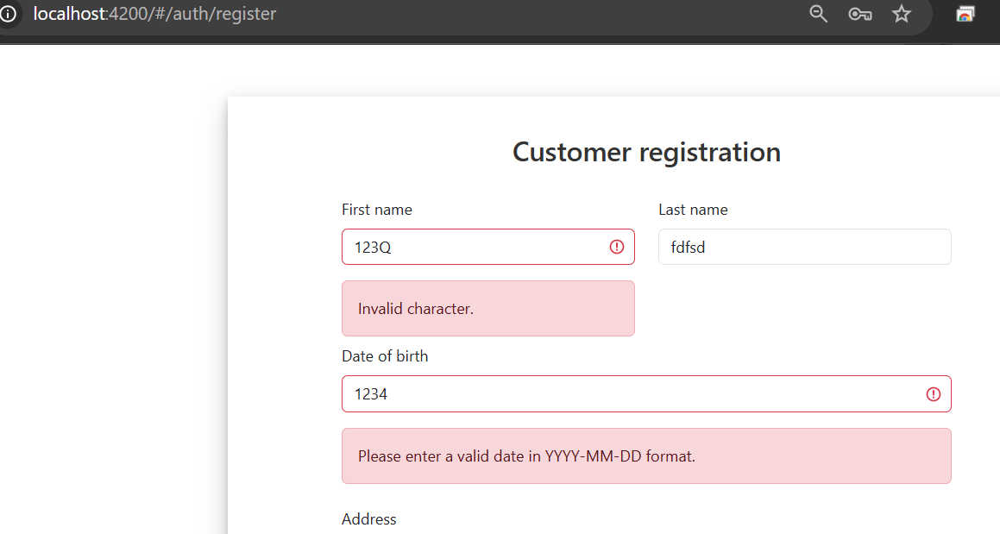 localhost:4200/#/auth/register
Customer registration
First name
Last name
123Q
fdfsd
Invalid character.
Date of birth
1234
Please enter a valid date in YYYY-MM-DD format.
Address